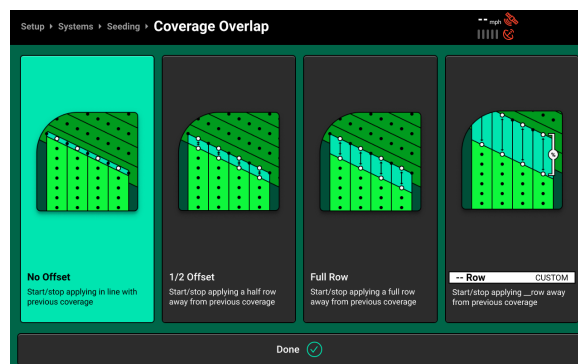 Setup ▸ Systems ▸ Seeding ▸ Coverage Overlap
-- mph
No Offset
Start/stop applying in line with
previous coverage
1/2 Offset
Start/stop applying a half row
away from previous coverage
Full Row
Start/stop applying a full row
away from previous coverage
%
-- Row CUSTOM
Start/stop applying __row away
from previous coverage
Done